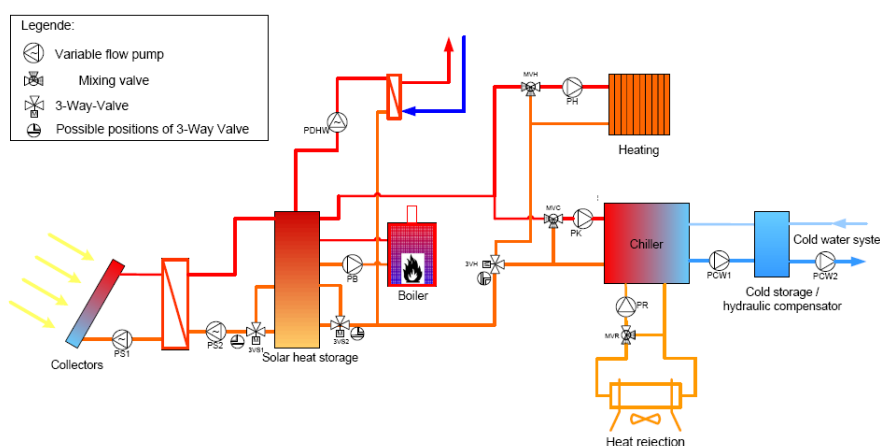 Legende:
Variable flow pump
Mixing valve
3-Way-Valve
M
Possible positions of 3-Way Valve
PDHW
MVH
PH
Heating
MVC
PK
Chiller
Cold water syste
PCW1
PCW2
Cold storage /
hydraulic compensator
3VH
M
PB
Boiler
PS1
PS2
3VS1
M
3VS2
M
Collectors
Solar heat storage
PR
MVR
Heat rejection